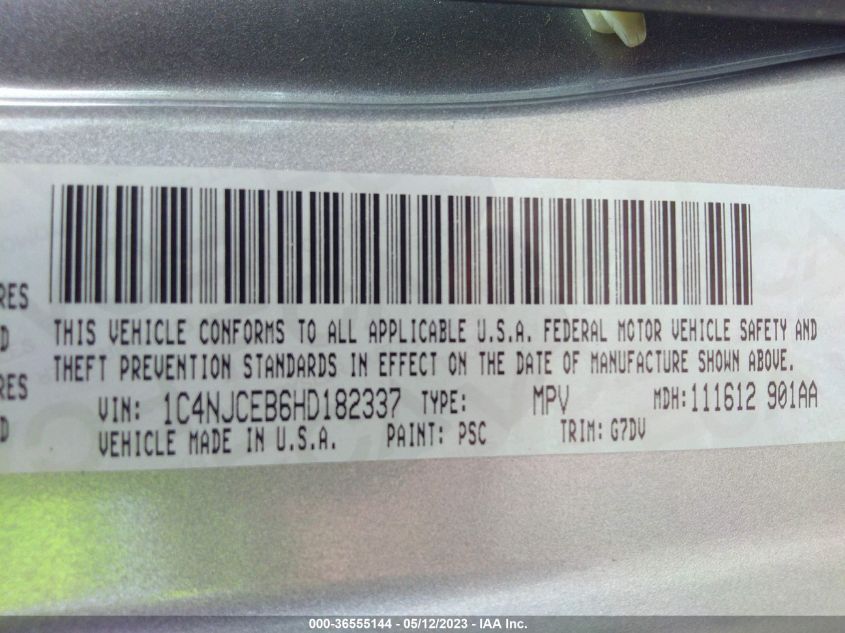 RES
D
RES
D
THIS VEHICLE CONFORMS TO ALL APPLICABLE U.S.A. FEDERAL MOTOR VEHICLE SAFETY AND
THEFT PREVENTION STANDARDS IN EFFECT ON THE DATE OF MANUFACTURE SHOWN ABOVE.
VIN: 1C4NJCEB6HD182337 TYPE: MPV MDH:111612 901AA
VEHICLE MADE IN U.S.A. PAINT: PSC TRIM: G7DV
000-36555144 - 05/12/2023 - IAA Inc.